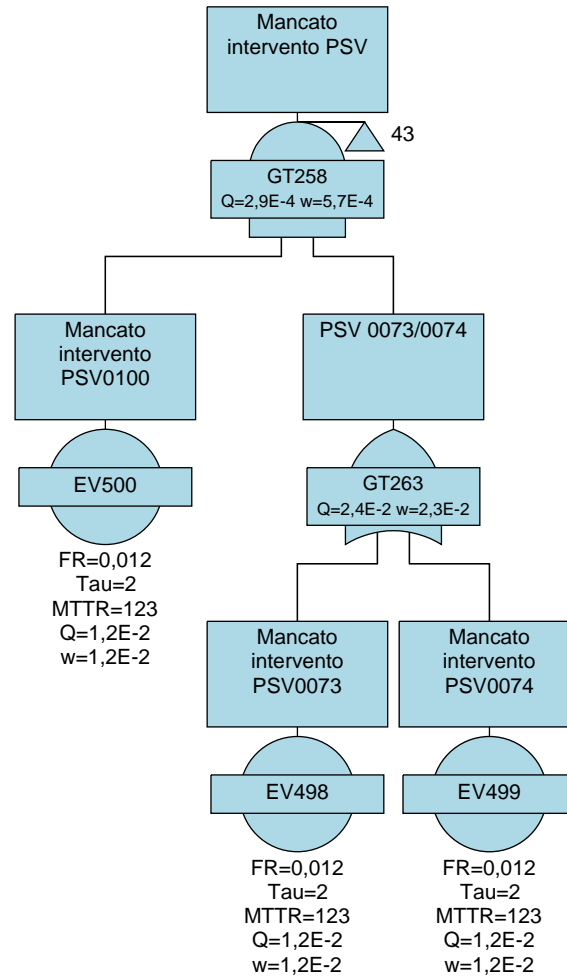 Mancato
intervento PSV
43
GT258
Q=2,9E-4 w=5,7E-4
Mancato
intervento
PSV0100
PSV 0073/0074
EV500
FR=0,012
Tau=2
MTTR=123
Q=1,2E-2
w=1,2E-2
GT263
Q=2,4E-2 w=2,3E-2
Mancato
intervento
PSV0073
Mancato
intervento
PSV0074
EV498
FR=0,012
Tau=2
MTTR=123
Q=1,2E-2
w=1,2E-2
EV499
FR=0,012
Tau=2
MTTR=123
Q=1,2E-2
w=1,2E-2